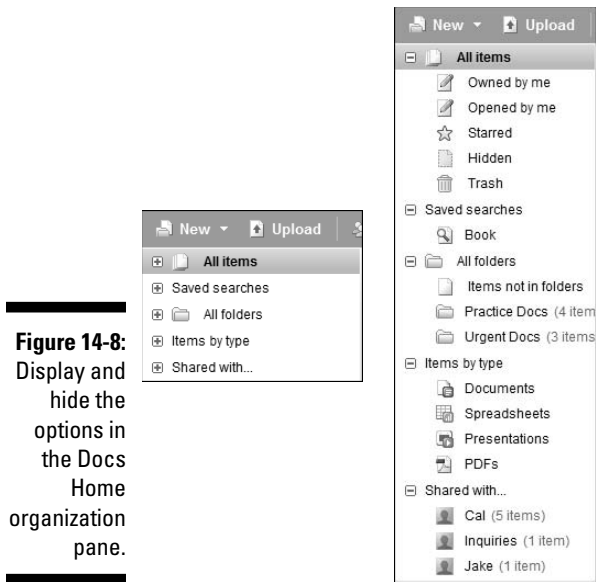 Figure 14-8:
Display and
hide the
options in
the Docs
Home
organization
pane.
New Upload
All items
Saved searches
All folders
Items by type
Shared with...
New Upload
All items
Owned by me
Opened by me
Starred
Hidden
Trash
Saved searches
Book
All folders
Items not in folders
Practice Docs (4 item
Urgent Docs (3 items
Items by type
Documents
Spreadsheets
Presentations
PDFs
Shared with...
Cal (5 items)
Inquiries (1 item)
Jake (1 item)